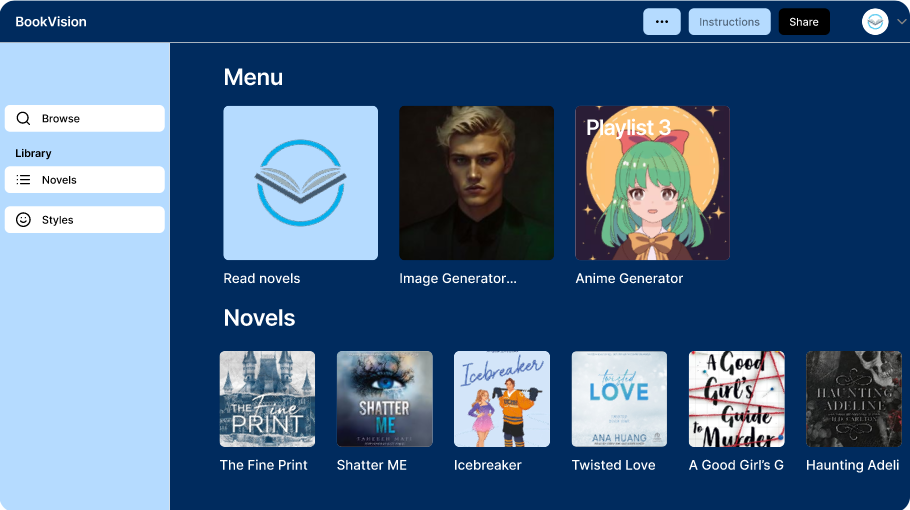 BookVision
Instructions
Share
Browse
Library
Novels
Styles
Menu
Playlist 3
Read novels
Image Generator...
Anime Generator
Novels
THE Fine
PRINT
SHATTER
ME
TAHEREH MAFI
Icebreaker
twisted
LOVE
ANA HUANG
A Good
Girl's
Guide
to
Murder
HAUNTING
ADELINE
H.D. CARLTON
The Fine Print
Shatter ME
Icebreaker
Twisted Love
A Good Girl's G
Haunting Adeli